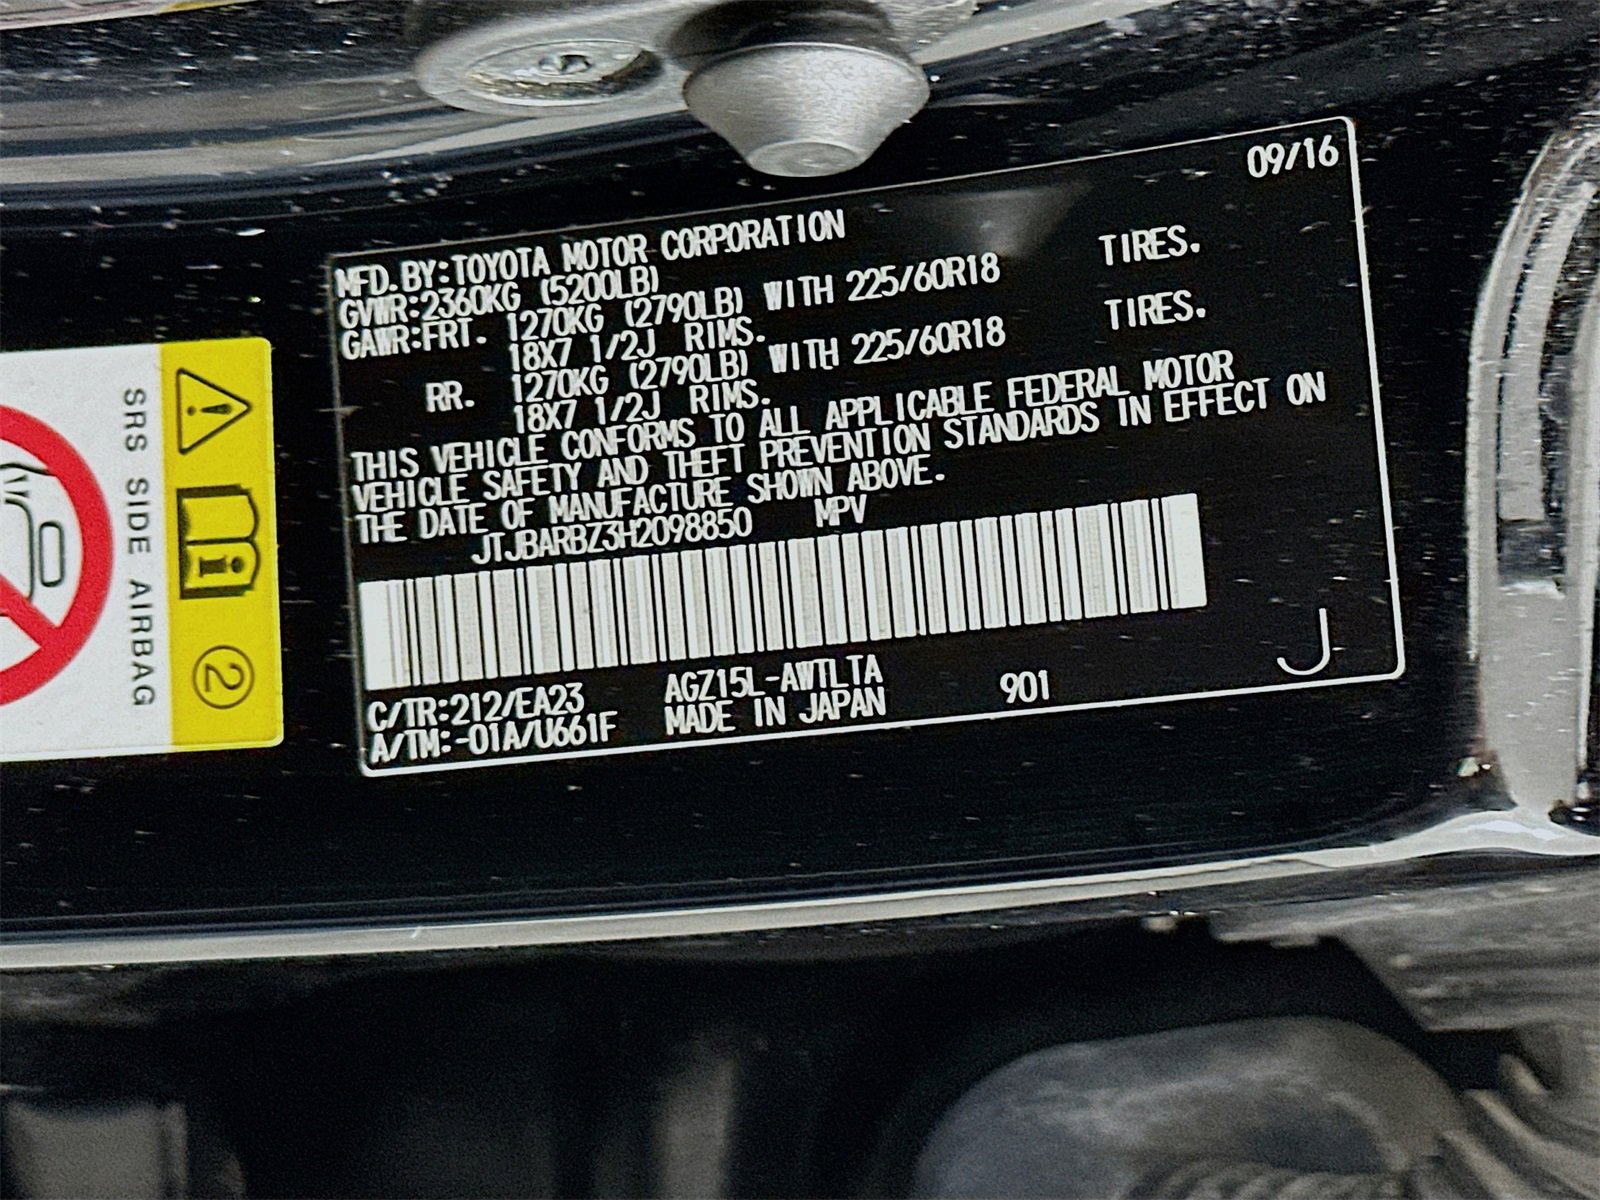 09/16
MFD.BY:TOYOTA MOTOR CORPORATION
GVWR:2360KG (5200LB)
GAWR:FRT. 1270KG (2790LB) WITH 225/60R18 TIRES.
18X7 1/2J RIMS.
RR. 1270KG (2790LB) WITH 225/60R18 TIRES.
18X7 1/2J RIMS.
THIS VEHICLE CONFORMS TO ALL APPLICABLE FEDERAL MOTOR
VEHICLE SAFETY AND THEFT PREVENTION STANDARDS IN EFFECT ON
THE DATE OF MANUFACTURE SHOWN ABOVE.
JTJBARBZ3H2098850 MPV
C/TR:212/EA23 AGZ15L-AWTLTA 901 J
A/TM:-01A/U661F MADE IN JAPAN
SRS SIDE AIRBAG
2